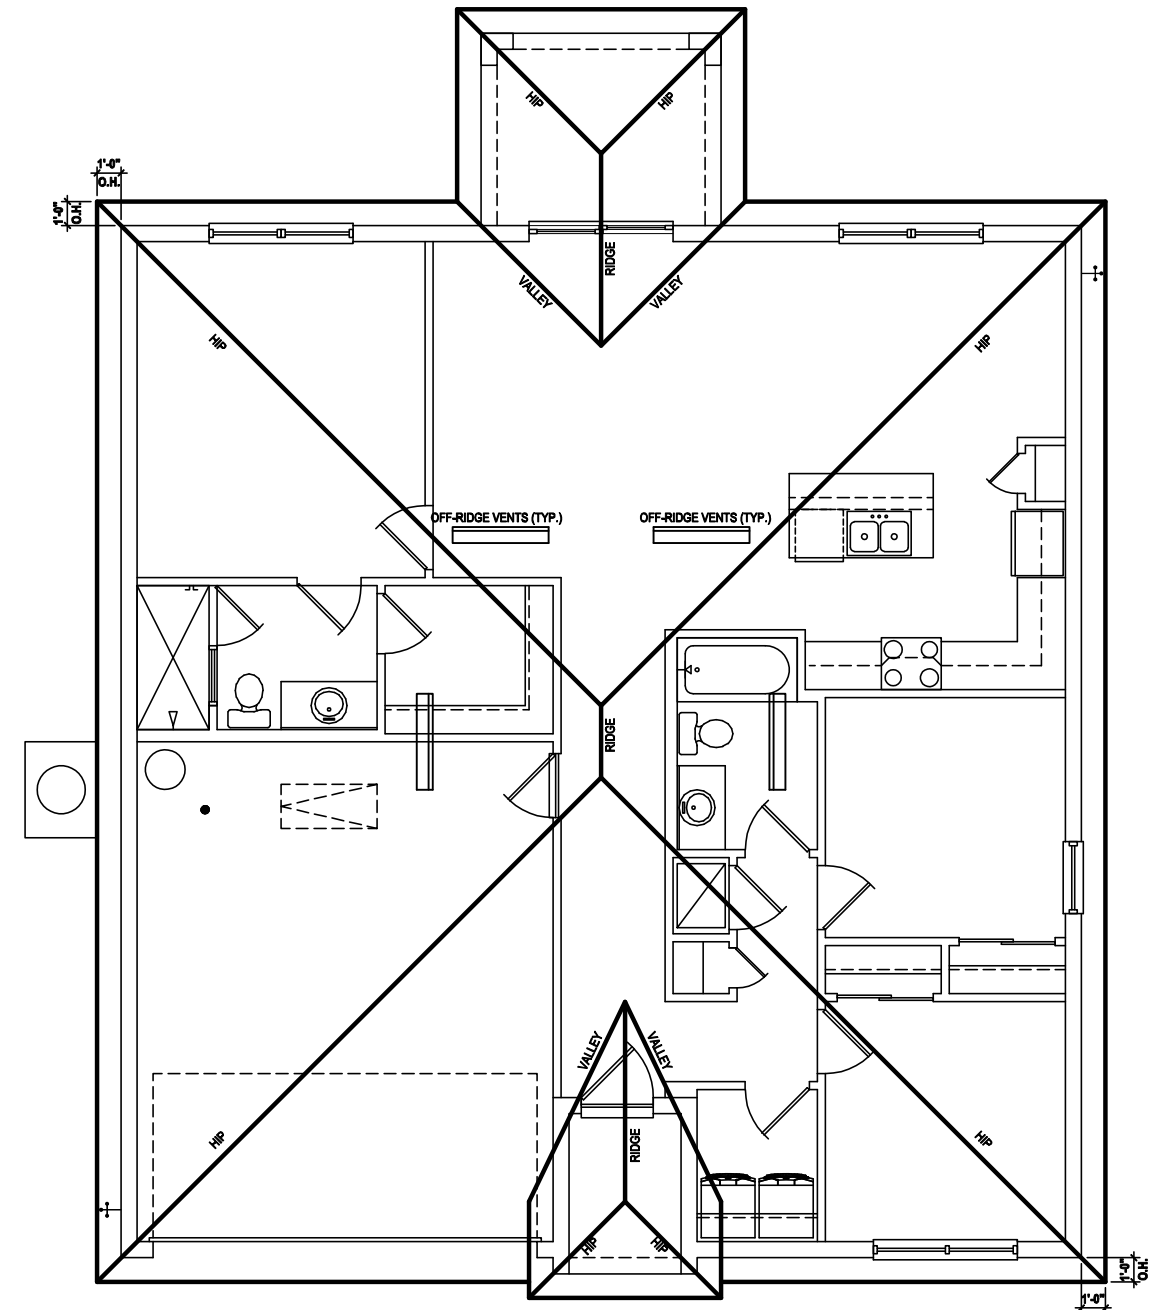 HIP
HIP
1'-0"
O.H.
1'-0"
O.H.
RIDGE
VALLEY
VALLEY
HIP
HIP
OFF-RIDGE VENTS (TYP.)
OFF-RIDGE VENTS (TYP.)
RIDGE
VALLEY
VALLEY
HIP
RIDGE
HIP
HIP
HIP
1'-0"
O.H.
1'-0"